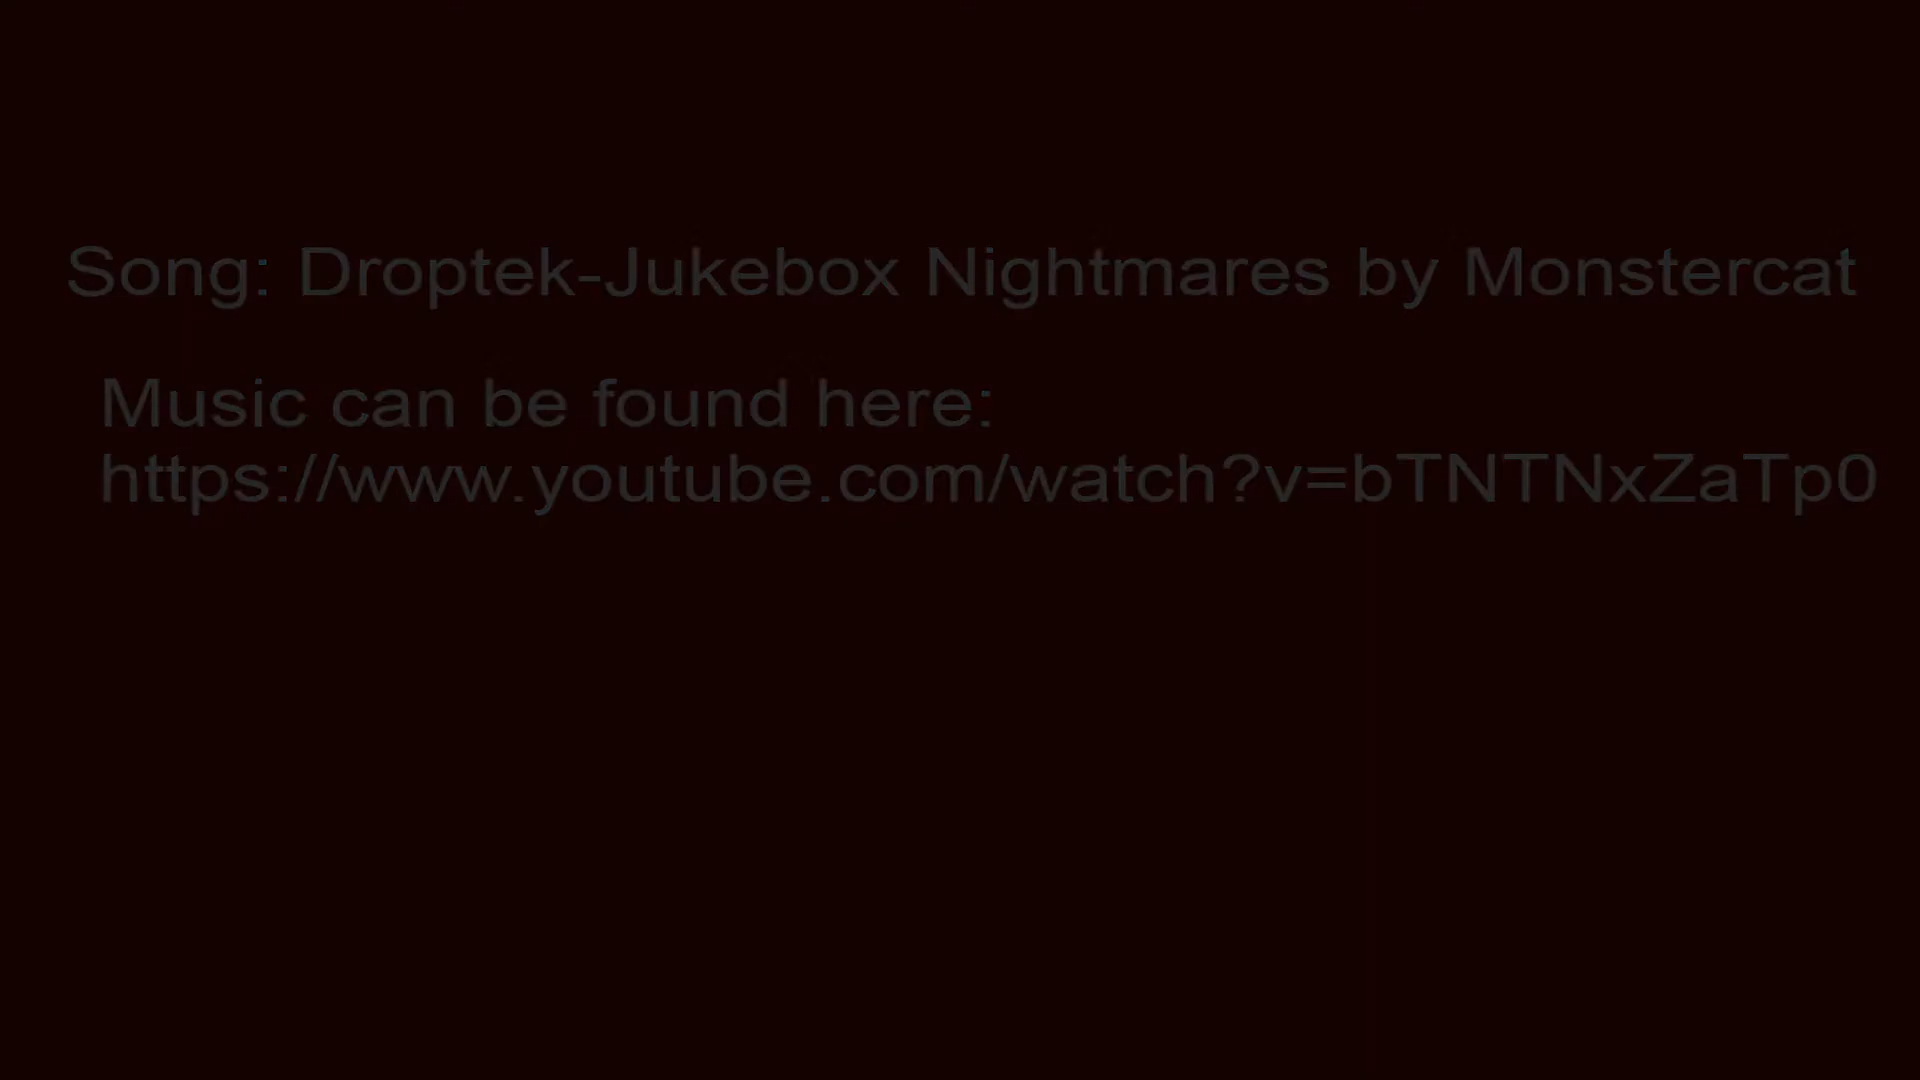 Song: Droptek-Jukebox Nightmares by Monstercat
Music can be found here:
https://www.youtube.com/watch?v=bTNTNxZaTp0